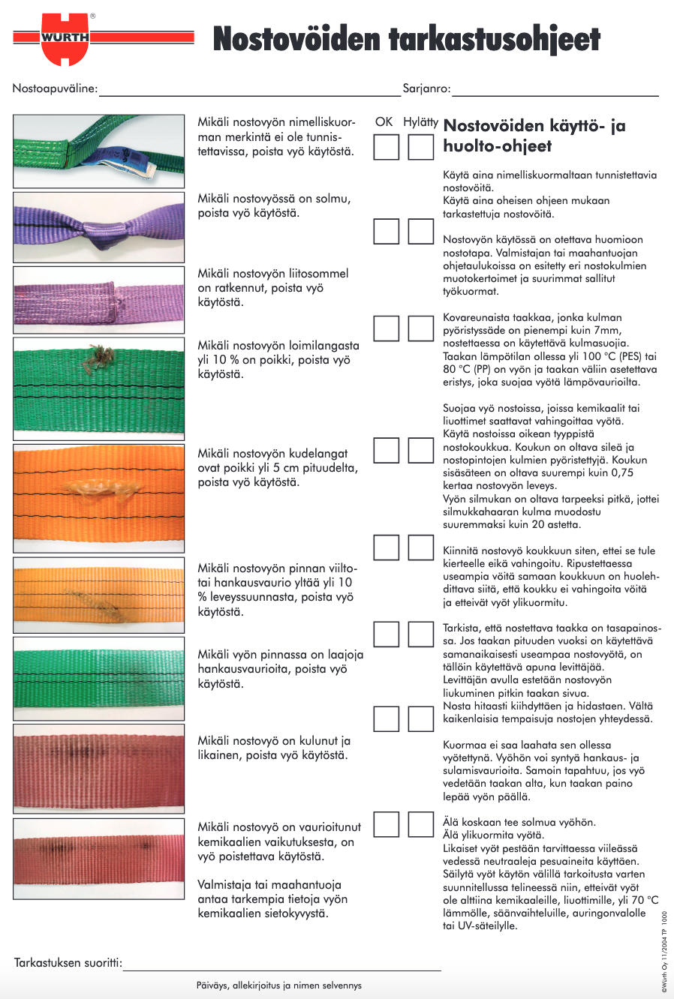 WÜRTH®
Nostovöiden tarkastusohjeet
Nostoapuväline:
Sarjanro:
OK Hylätty
Mikäli nostovyön nimelliskuor-
man merkintä ei ole tunnis-
tettavissa, poista vyö käytöstä.
Mikäli nostovyössä on solmu,
poista vyö käytöstä.
Mikäli nostovyön liitosommel
on ratkennut, poista vyö
käytöstä.
Mikäli nostovyön loimilangasta
yli 10 % on poikki, poista vyö
käytöstä.
Mikäli nostovyön kudelangat
ovat poikki yli 5 cm pituudelta,
poista vyö käytöstä.
Mikäli nostovyön pinnan viilto-
tai hankausvaurio yltää yli 10
% leveyssuunnasta, poista vyö
käytöstä.
Mikäli vyön pinnassa on laajoja
hankausvaurioita, poista vyö
käytöstä.
Mikäli nostovyö on kulunut ja
likainen, poista vyö käytöstä.
Mikäli nostovyö on vaurioitunut
kemikaalien vaikutuksesta, on
vyö poistettava käytöstä.
Valmistaja tai maahantuoja
antaa tarkempia tietoja vyön
kemikaalien sietokyvystä.
Nostovöiden käyttö- ja
huolto-ohjeet
Käytä aina nimelliskuormaltaan tunnistettavia
nostovöitä.
Käytä aina oheisen ohjeen mukaan
tarkastettuja nostovöitä.
Nostovyön käytössä on otettava huomioon
nostotapa. Valmistajan tai maahantuojan
ohjetaulukoissa on esitetty eri nostokulmien
muotokertoimet ja suurimmat sallitut
työkuormat.
Kovareunaista taakkaa, jonka kulman
pyöristyssäde on pienempi kuin 7mm,
nostettaessa on käytettävä kulmasuojia.
Taakan lämpötilan ollessa yli 100 °C (PES) tai
80 °C (PP) on vyön ja taakan väliin asetettava
eristys, joka suojaa vyötä lämpövaurioilta.
Suojaa vyö nostoissa, joissa kemikaalit tai
liuottimet saattavat vahingoittaa vyötä.
Käytä nostoissa oikean tyyppistä
nostokoukkua. Koukun on oltava sileä ja
nostopintojen kulmien pyöristettyjä. Koukun
sisäsäteen on oltava suurempi kuin 0,75
kertaa nostovyön leveys.
Vyön silmukan on oltava tarpeeksi pitkä, jottei
silmukkahaaran kulma muodostu
suuremmaksi kuin 20 astetta.
Kiinnitä nostovyö koukkuun siten, ettei se tule
kierteelle eikä vahingoitu. Ripustettaessa
useampia vöitä samaan koukkuun on huoleh-
dittava siitä, että koukku ei vahingoita vöitä
ja etteivät vyöt ylikuormitu.
Tarkista, että nostettava taakka on tasapainos-
sa. Jos taakan pituuden vuoksi on käytettävä
samanaikaisesti useampaa nostovyötä, on
tällöin käytettävä apuna levittäjää.
Levittäjän avulla estetään nostovyön
liukuminen pitkin taakan sivua.
Nosta hitaasti kiihdyttäen ja hidastaen. Vältä
kaikenlaisia tempaisuja nostojen yhteydessä.
Kuormaa ei saa laahata sen ollessa
vyötettynä. Vyöhön voi syntyä hankaus- ja
sulamisvaurioita. Samoin tapahtuu, jos vyö
vedetään taakan alta, kun taakan paino
lepää vyön päällä.
Älä koskaan tee solmua vyöhön.
Älä ylikuormita vyötä.
Likaiset vyöt pestään tarvittaessa viileässä
vedessä neutraaleja pesuaineita käyttäen.
Säilytä vyöt käytön välillä tarkoitusta varten
suunnitellussa telineessä niin, etteivät vyöt
ole alttiina kemikaaleille, liuottimille, yli 70 °C
lämmölle, säänvaihteluille, auringonvalolle
tai UV-säteilylle.
©Würth Oy 11/2004 TP 1000
Tarkastuksen suoritti:
Päiväys, allekirjoitus ja nimen selvennys